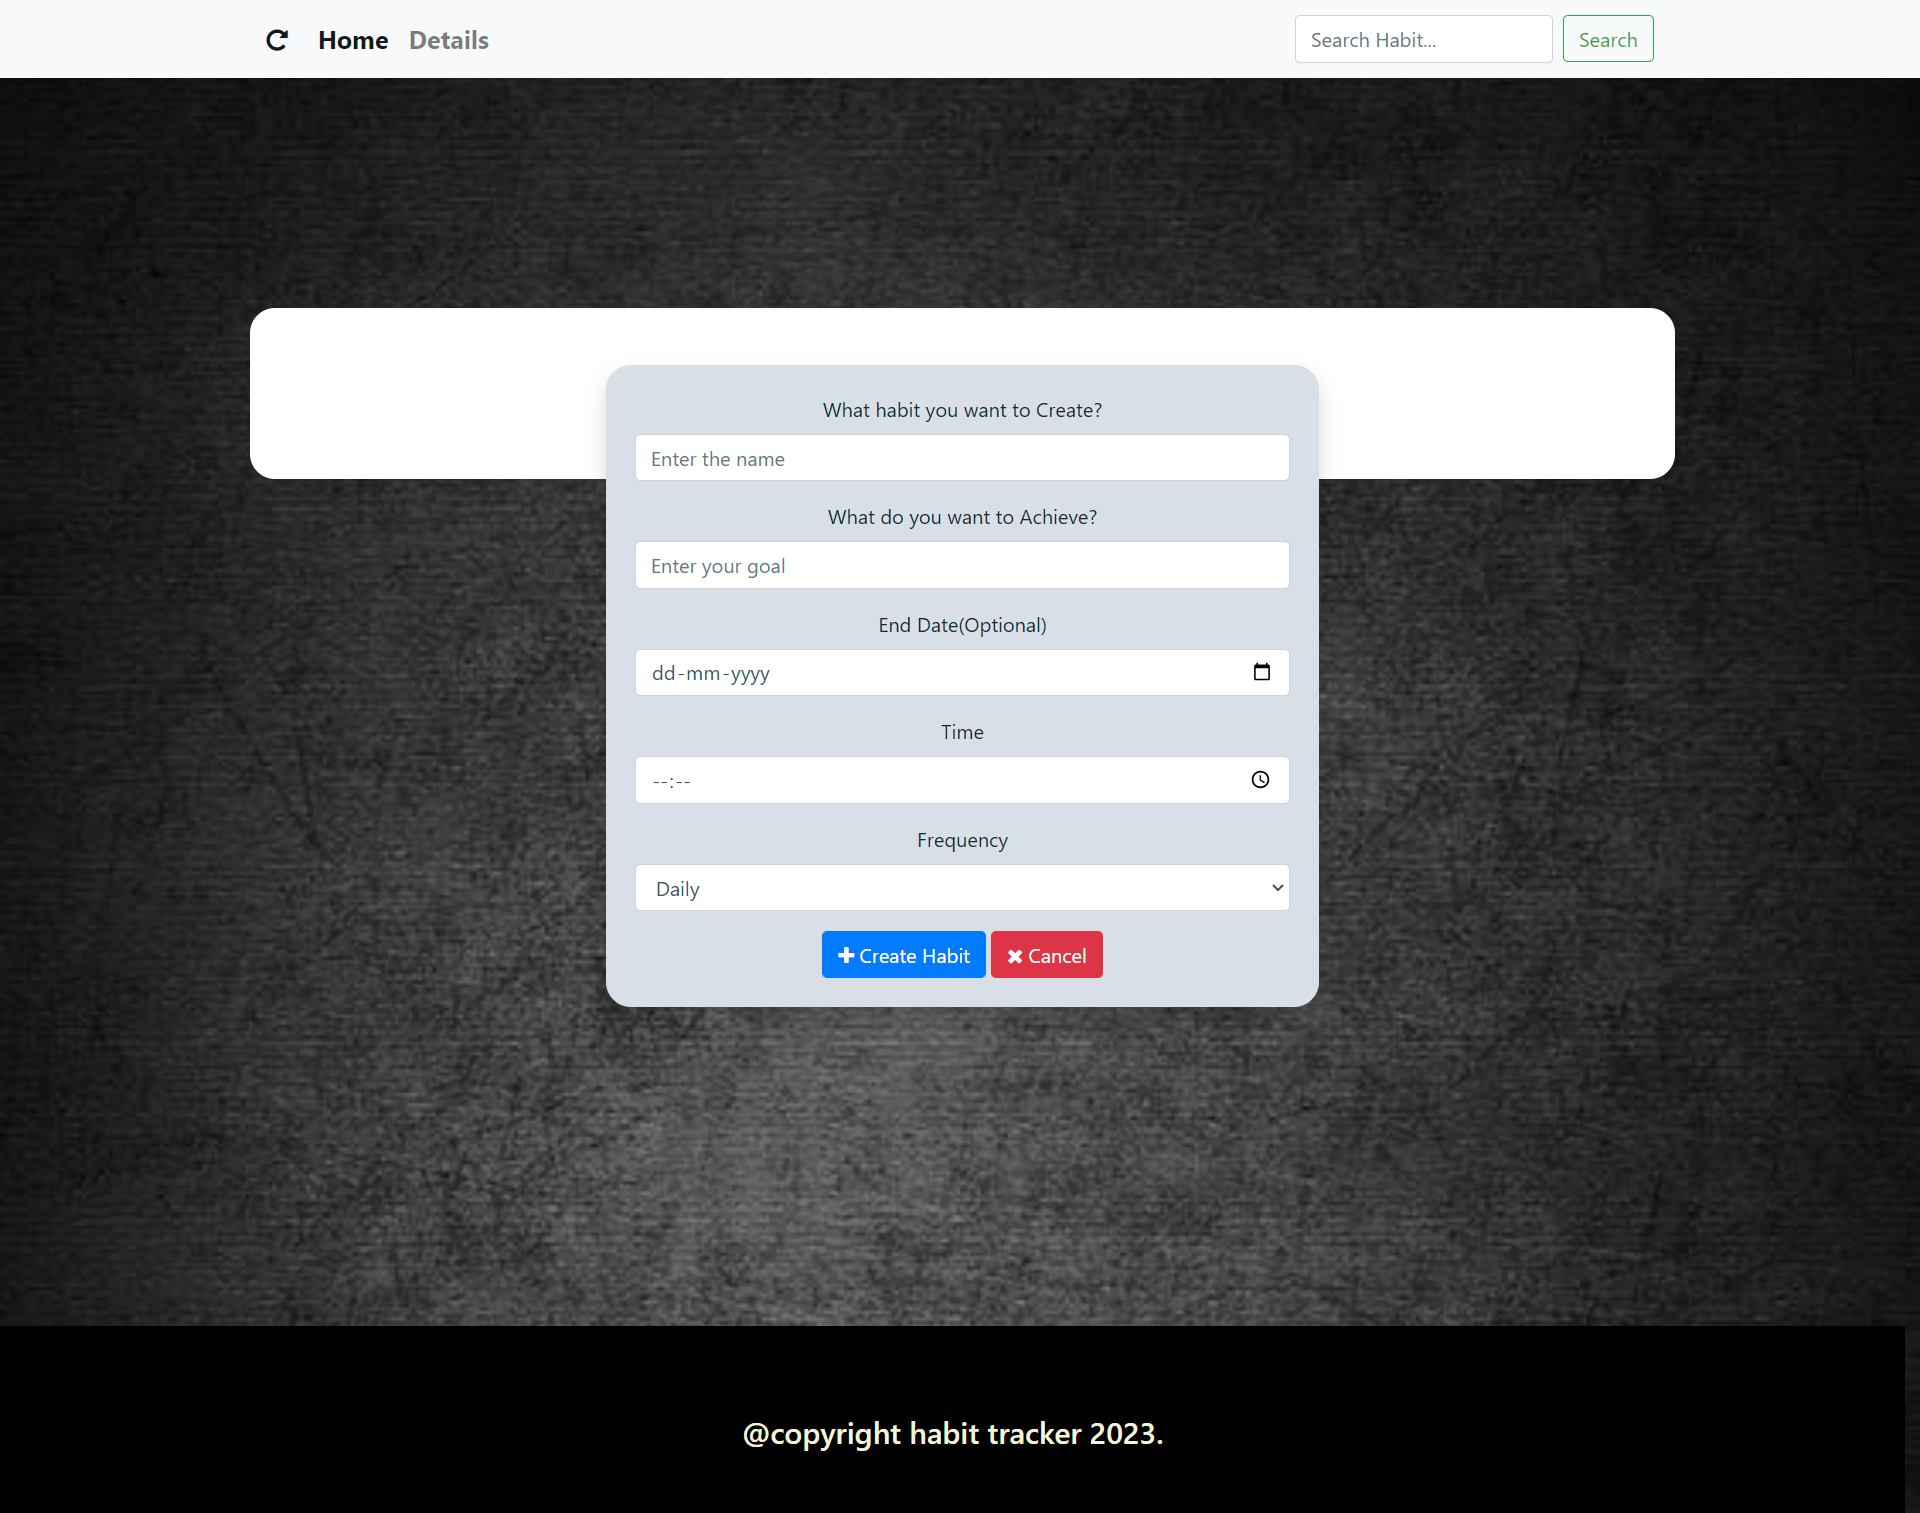 Home Details Search Habit... Search
What habit you want to Create?
Enter the name
What do you want to Achieve?
Enter your goal
End Date(Optional)
dd-mm-yyyy
Time
--:--
Frequency
Daily
Create Habit Cancel
@copyright habit tracker 2023.